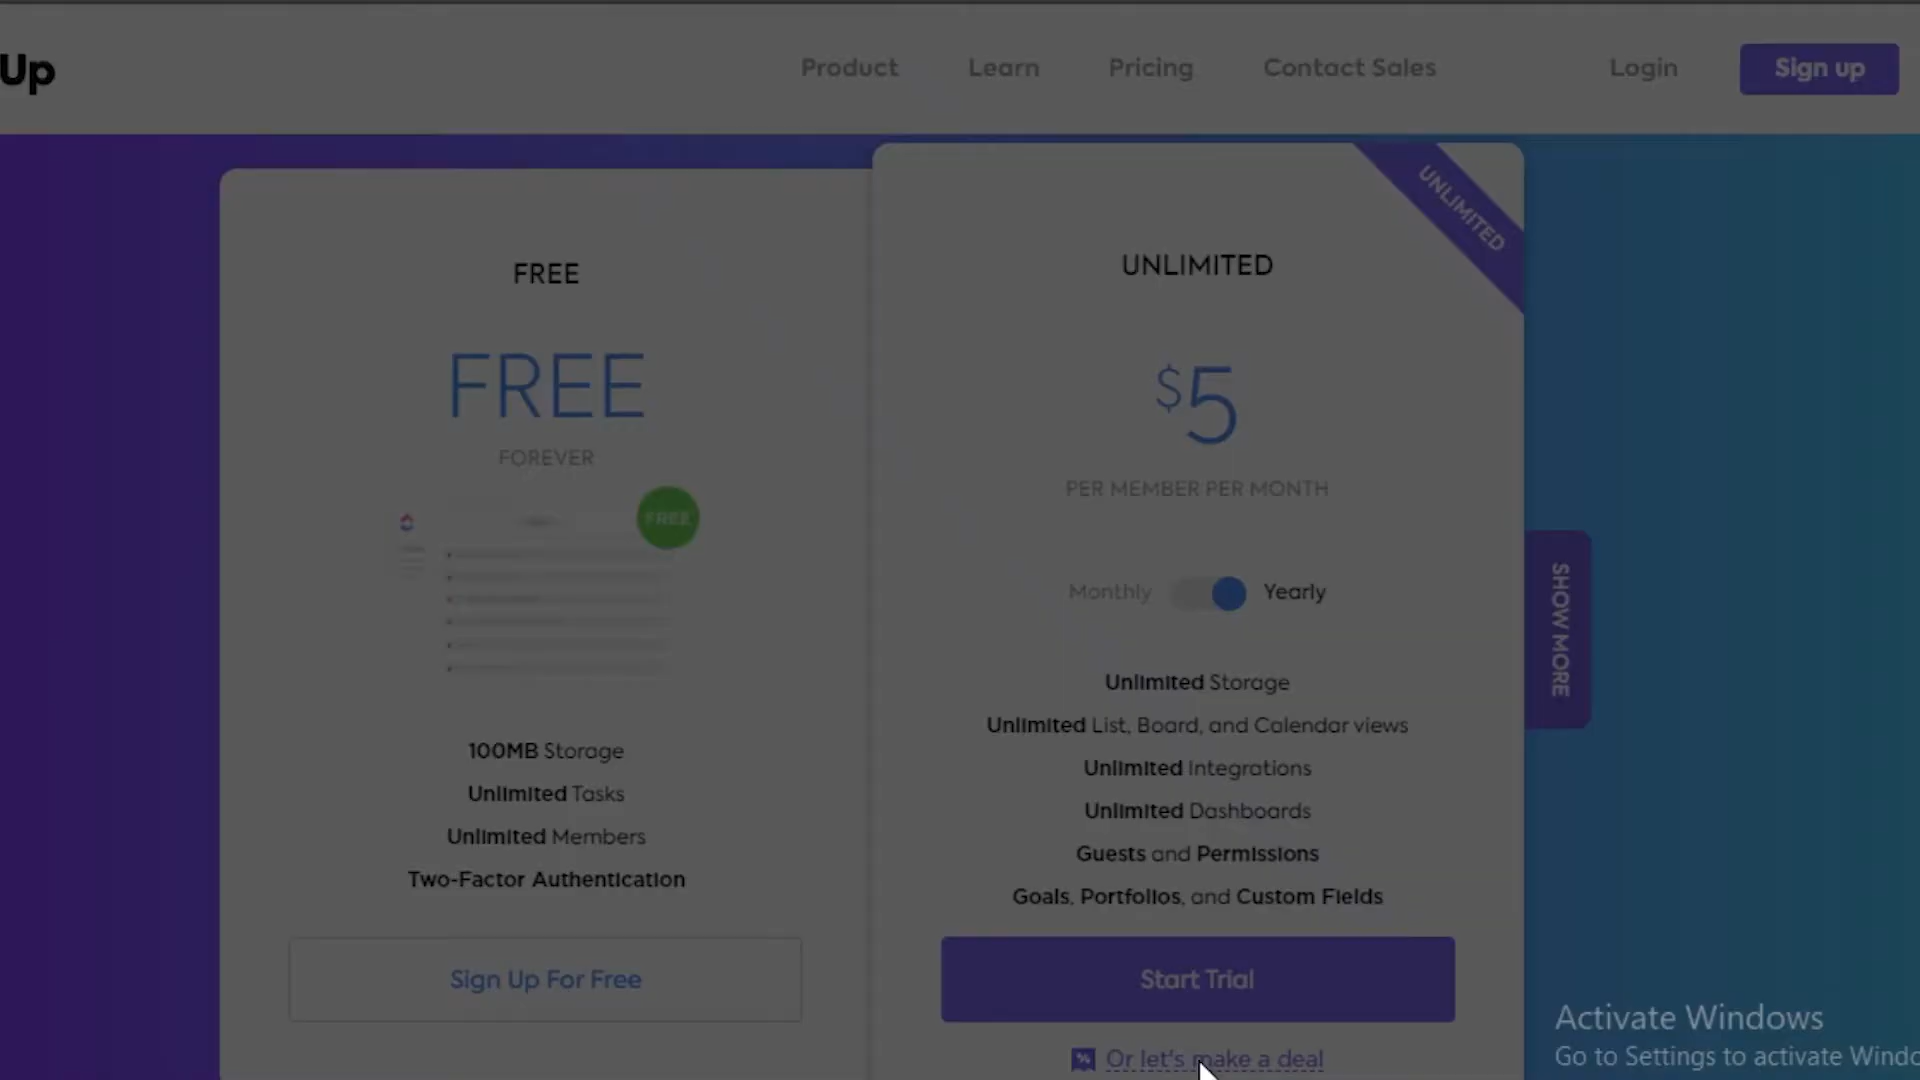 Up
Product Learn Pricing Contact Sales Login Sign up
UNLIMITED
FREE
FREE
FOREVER
FREE
100MB Storage
Unlimited Tasks
Unlimited Members
Two-Factor Authentication
Sign Up For Free
UNLIMITED
$5
PER MEMBER PER MONTH
Monthly Yearly
Unlimited Storage
Unlimited List, Board, and Calendar views
Unlimited Integrations
Unlimited Dashboards
Guests and Permissions
Goals, Portfolios, and Custom Fields
Start Trial
% Or let's make a deal
SHOW MORE
Activate Windows
Go to Settings to activate Windo